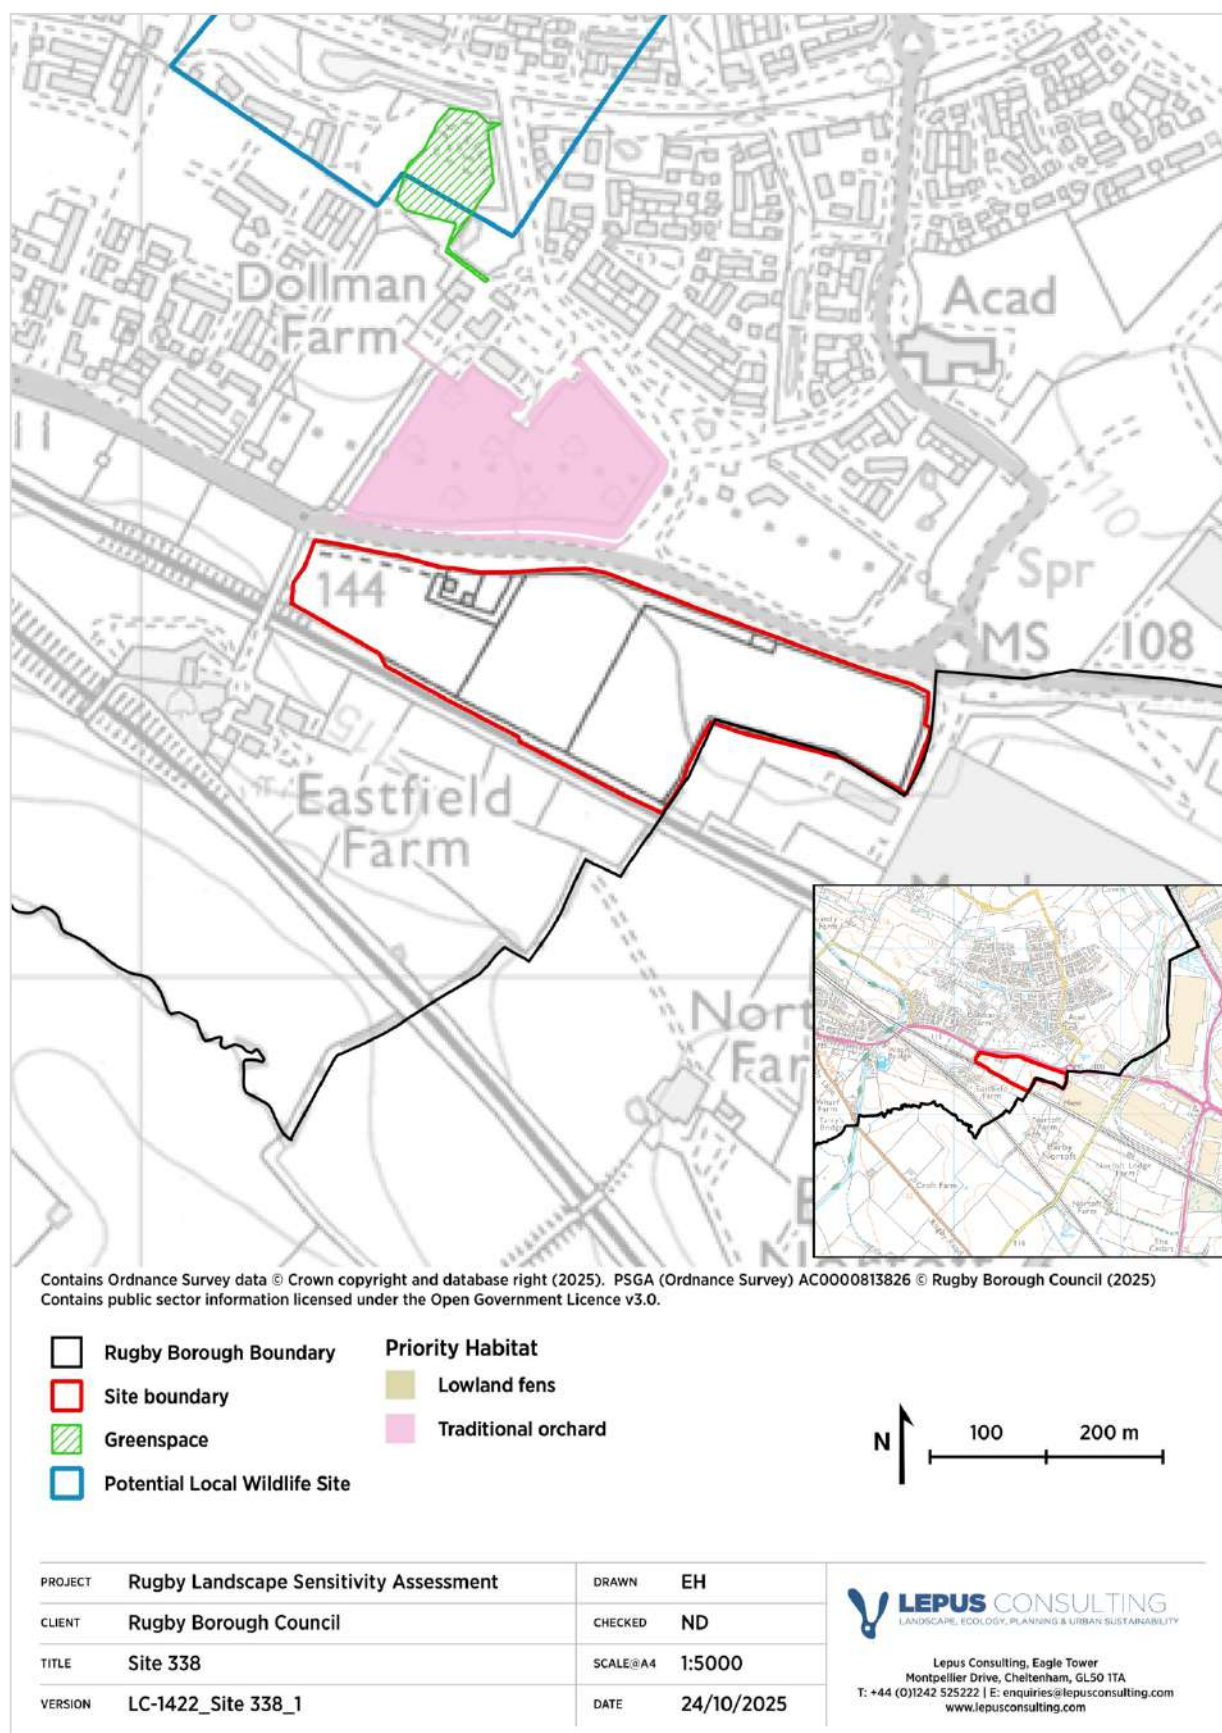 Dollman
Farm
Acad
11
144
110
Spr
MS
108
115
Eastfield
Farm
Contains Ordnance Survey data © Crown copyright and database right (2025).  PSGA (Ordnance Survey) AC0000813826 © Rugby Borough Council (2025)
Contains public sector information licensed under the Open Government Licence v3.0.
Rugby Borough Boundary
Site boundary
Greenspace
Potential Local Wildlife Site
Priority Habitat
Lowland fens
Traditional orchard
N
100 200 m
PROJECT Rugby Landscape Sensitivity Assessment
CLIENT Rugby Borough Council
TITLE Site 338
VERSION LC-1422_Site 338_1
DRAWN EH
CHECKED ND
SCALE@A4 1:5000
DATE 24/10/2025
LEPUS CONSULTING
LANDSCAPE, ECOLOGY, PLANNING & URBAN SUSTAINABILITY
Lepus Consulting, Eagle Tower
Montpellier Drive, Cheltenham, GL50 1TA
T: +44 (0)1242 525222 | E: enquiries@lepusconsulting.com
www.lepusconsulting.com